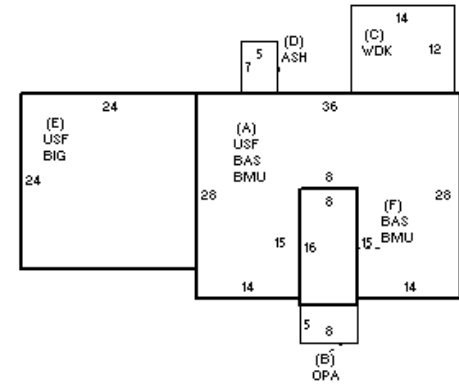 14
(C)
WDK
12
(D)
5
ASH
7
24
36
(E)
USF
BIG
(A)
USF
BAS
BMU
24
8
8
28
28
(F)
BAS
BMU
15
16
15
14
14
5
8
(B)
OPA